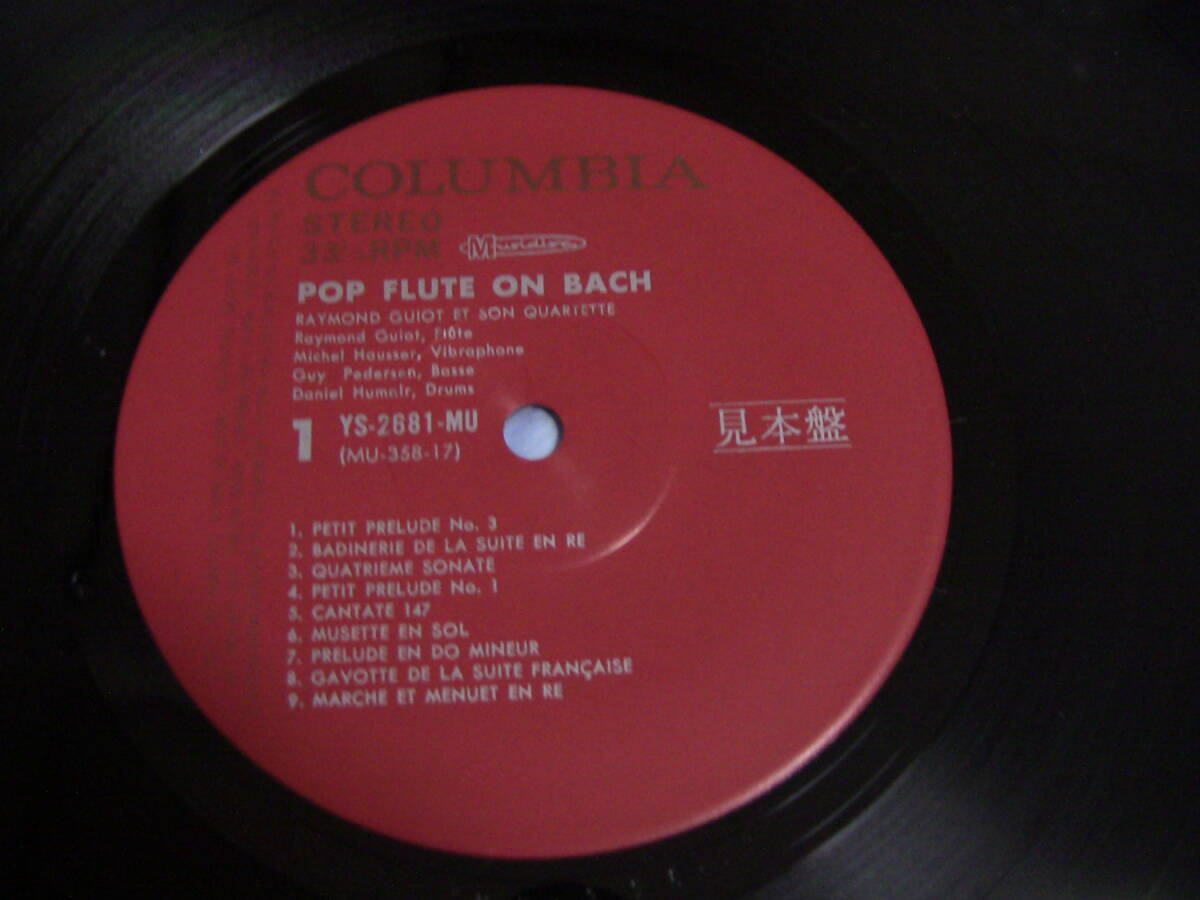 COLUMBIA
STEREO
33⅓ RPM
Musidisc
POP FLUTE ON BACH
RAYMOND GUIOT ET SON QUARTETTE
Raymond Guiot, Flûte
Michel Hausser, Vibraphone
Guy Pedersen, Basse
Daniel Humair, Drums
1 YS-2681-MU
(MU-358-17)
見本盤
1. PETIT PRELUDE No. 3
2. BADINERIE DE LA SUITE EN RE
3. QUATRIEME SONATE
4. PETIT PRELUDE No. 1
5. CANTATE 147
6. MUSETTE EN SOL
7. PRELUDE EN DO MINEUR
8. GAVOTTE DE LA SUITE FRANÇAISE
9. MARCHE ET MENUET EN RE